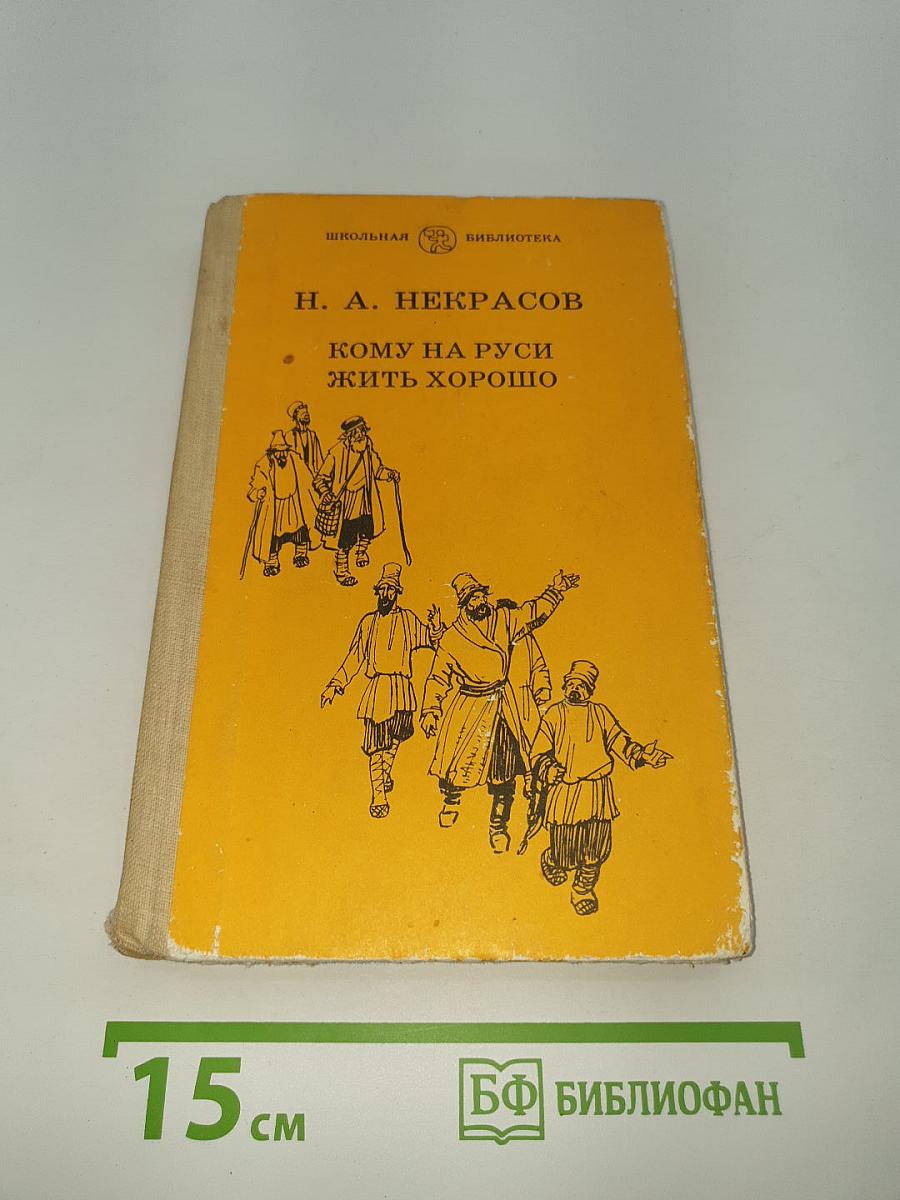 ШКОЛЬНАЯ БИБЛИОТЕКА
Н. А. НЕКРАСОВ
КОМУ НА РУСИ
ЖИТЬ ХОРОШО
15 см
БФ БИБЛИОФАН